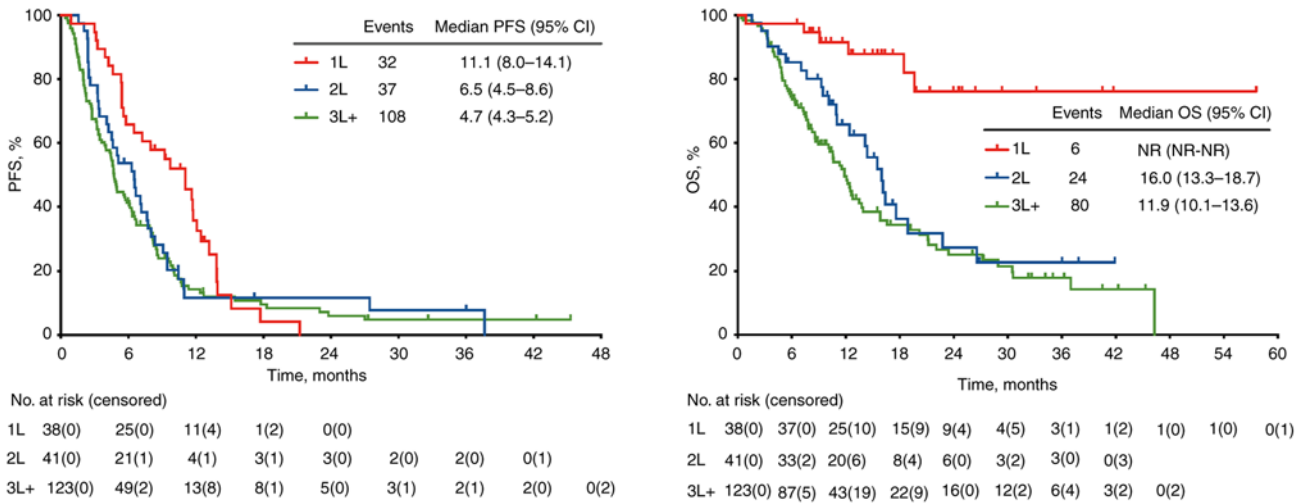 Events Median PFS (95% CI)
1L 32 11.1 (8.0–14.1)
2L 37 6.5 (4.5–8.6)
3L+ 108 4.7 (4.3–5.2)
PFS, %
100
80
60
40
20
0
0 6 12 18 24 30 36 42 48
Time, months
No. at risk (censored)
1L 38(0) 25(0) 11(4) 1(2) 0(0)
2L 41(0) 21(1) 4(1) 3(1) 3(0) 2(0) 2(0) 0(1)
3L+ 123(0) 49(2) 13(8) 8(1) 5(0) 3(1) 2(1) 2(0) 0(2)
Events Median OS (95% CI)
1L 6 NR (NR-NR)
2L 24 16.0 (13.3–18.7)
3L+ 80 11.9 (10.1–13.6)
OS, %
100
80
60
40
20
0
0 6 12 18 24 30 36 42 48 54 60
Time, months
No. at risk (censored)
1L 38(0) 37(0) 25(10) 15(9) 9(4) 4(5) 3(1) 1(2) 1(0) 1(0) 0(1)
2L 41(0) 33(2) 20(6) 8(4) 6(0) 3(2) 3(0) 0(3)
3L+ 123(0) 87(5) 43(19) 22(9) 16(0) 12(2) 6(4) 3(2) 0(2)